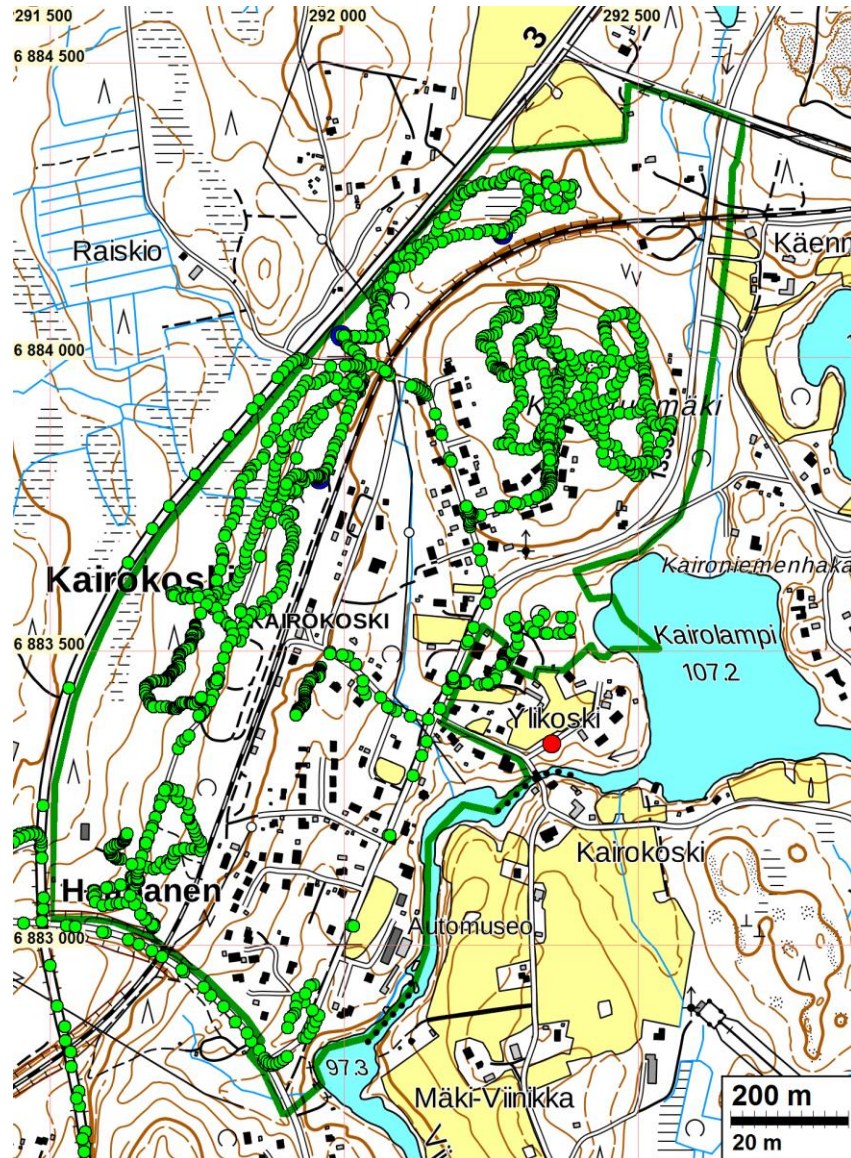 291 500
292 000
292 500
6 884 500
3
Raiskio
Käenm
6 884 000
Kairokoski
KAIROKOSKI
Kaironiemenhaka
6 883 500
Kairolampi
107.2
Ylikoski
Kairokoski
Automuseo
6 883 000
97.3
Mäki-Viinikka
200 m
20 m